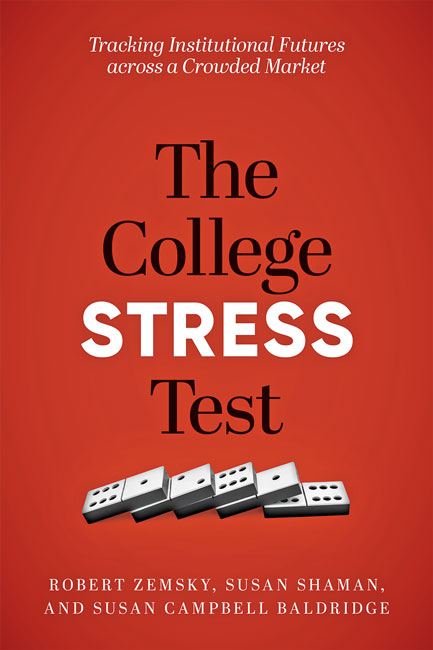 Tracking Institutional Futures
across a Crowded Market
The
College
STRESS
Test
ROBERT ZEMSKY, SUSAN SHAMAN,
AND SUSAN CAMPBELL BALDRIDGE